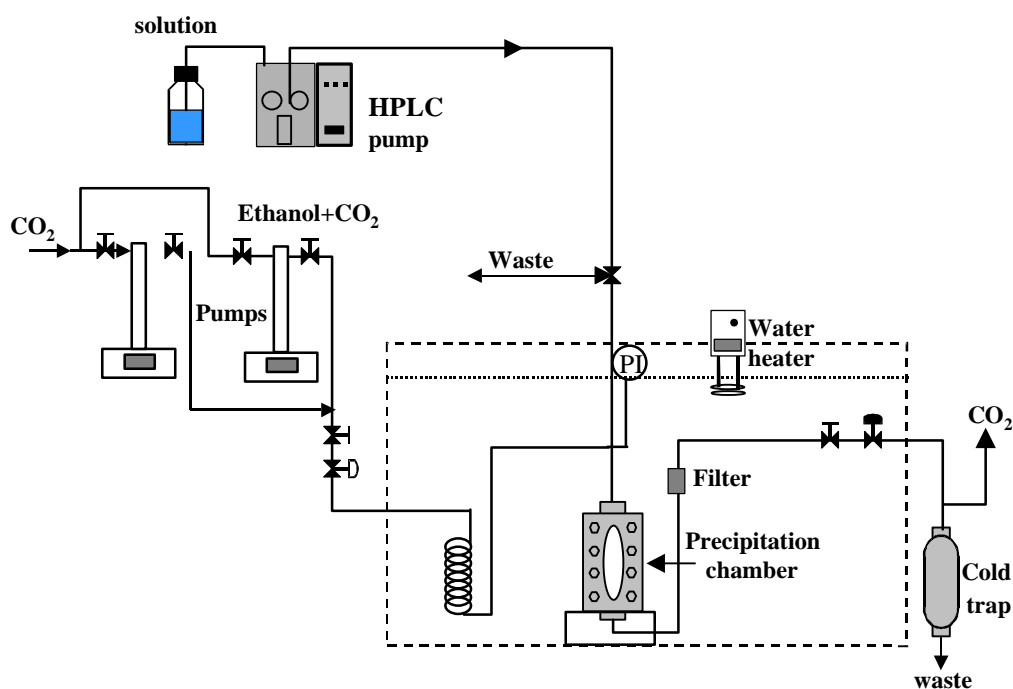 solution
HPLC
pump
CO₂
Ethanol+CO₂
Pumps
Waste
Water
heater
PI
CO₂
Filter
Precipitation
chamber
Cold
trap
waste